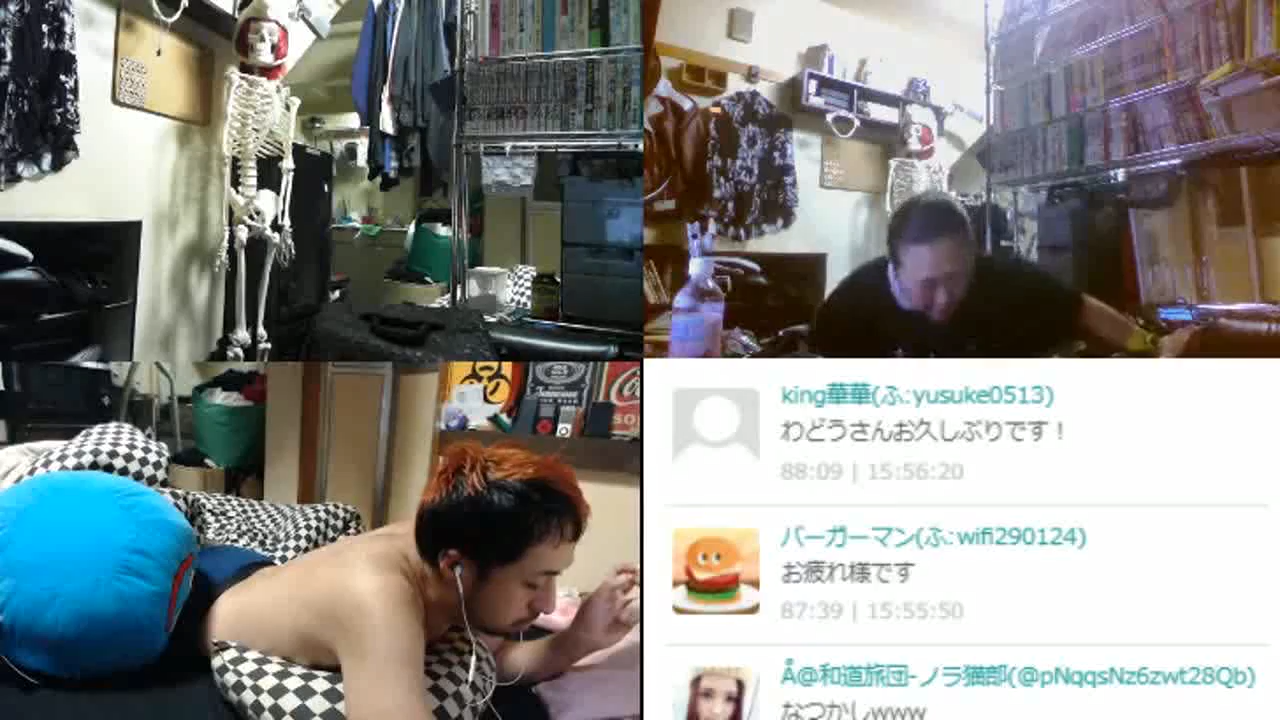 king華華(ふ:yusuke0513)
わどうさんお久しぶりです！
88:09 | 15:56:20
バーガーマン(ふ:wifi290124)
お疲れ様です
87:39 | 15:55:50
Å@和道旅団-ノラ猫部(@pNqqsNz6zwt28Qb)
なつかしwww
Coca